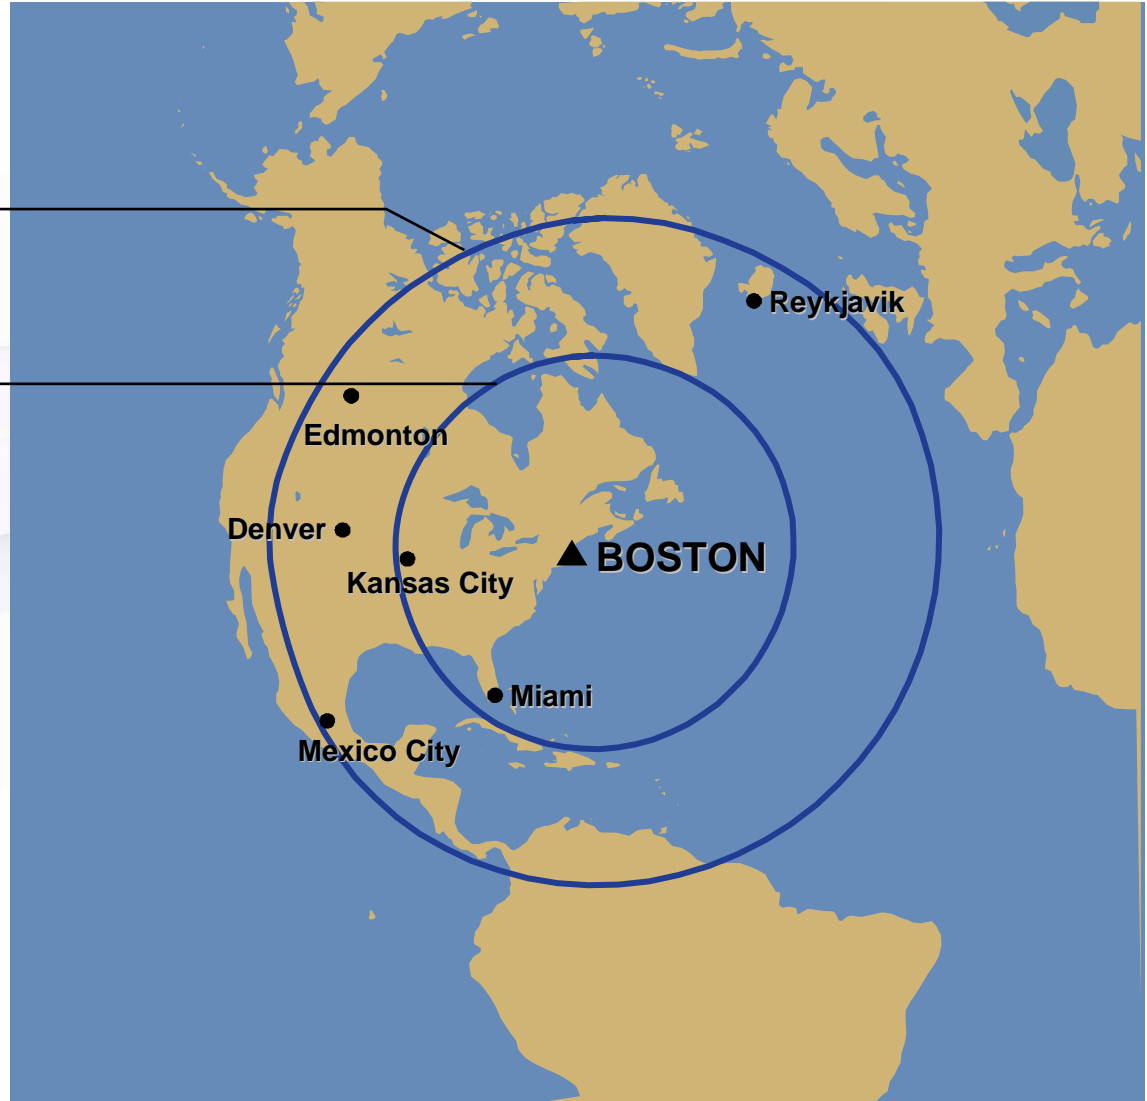 Reykjavik
Edmonton
Denver
BOSTON
Kansas City
Miami
Mexico City